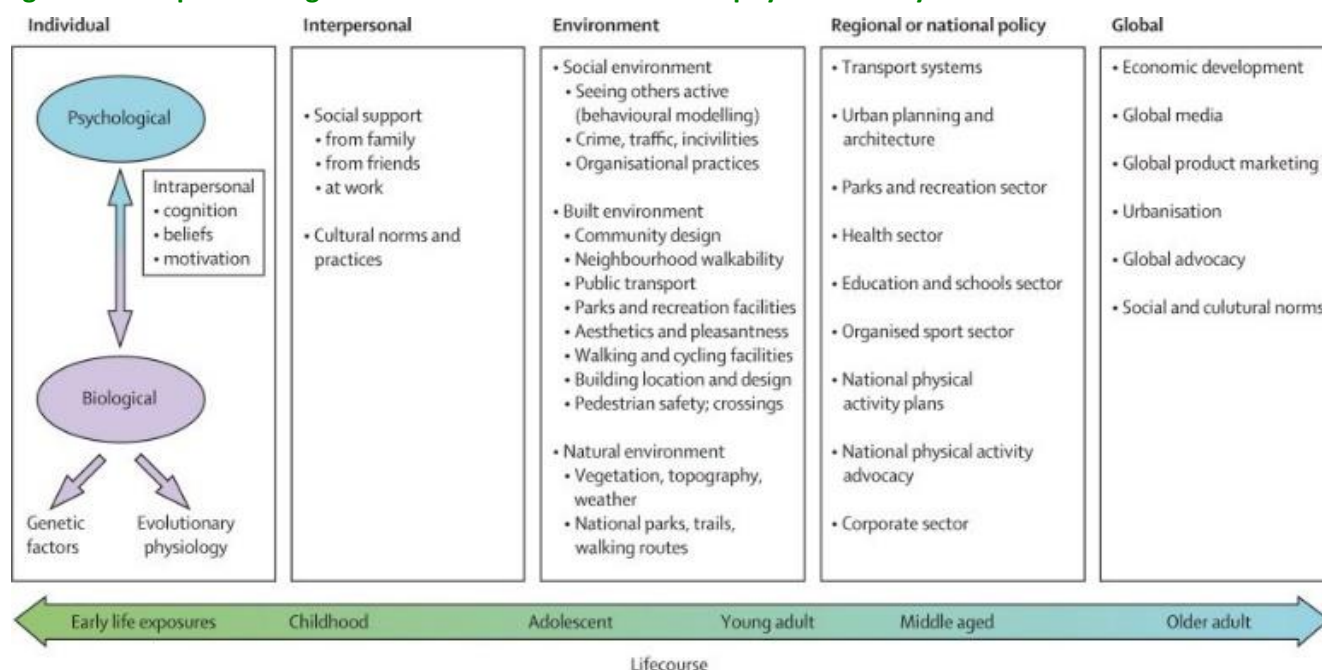 Individual
Psychological
Intrapersonal
• cognition
• beliefs
• motivation
Biological
Genetic
factors
Evolutionary
physiology
Interpersonal
• Social support
• from family
• from friends
• at work
• Cultural norms and
practices
Environment
• Social environment
• Seeing others active
(behavioural modelling)
• Crime, traffic, incivilities
• Organisational practices
• Built environment
• Community design
• Neighbourhood walkability
• Public transport
• Parks and recreation facilities
• Aesthetics and pleasantness
• Walking and cycling facilities
• Building location and design
• Pedestrian safety; crossings
• Natural environment
• Vegetation, topography,
weather
• National parks, trails,
walking routes
Regional or national policy
• Transport systems
• Urban planning and
architecture
• Parks and recreation sector
• Health sector
• Education and schools sector
• Organised sport sector
• National physical
activity plans
• National physical activity
advocacy
• Corporate sector
Global
• Economic development
• Global media
• Global product marketing
• Urbanisation
• Global advocacy
• Social and culutural norms
Early life exposures
Childhood
Adolescent
Young adult
Middle aged
Older adult
Lifecourse